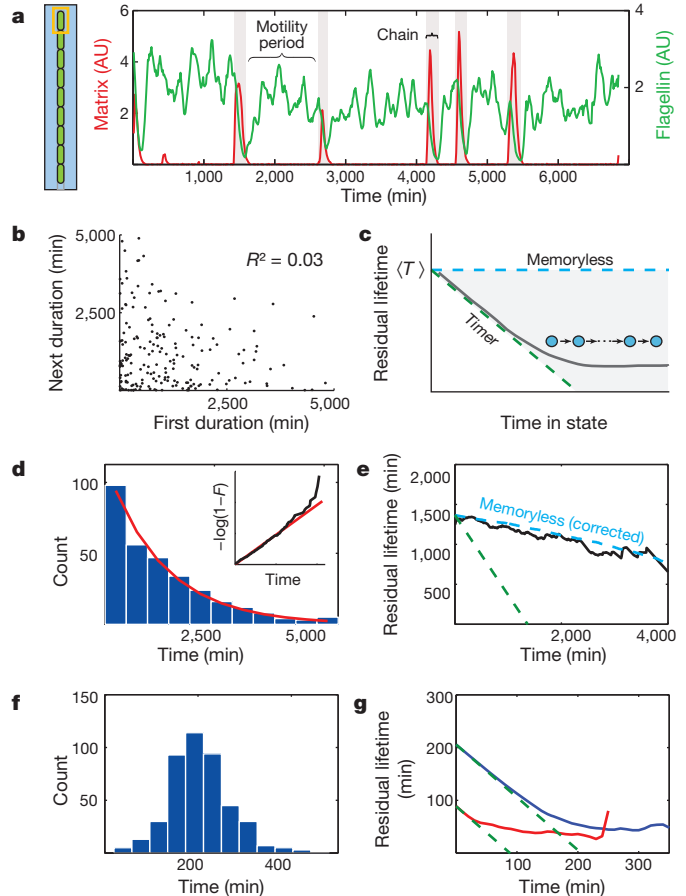 a
Matrix (AU)
6
4
2
Motility
period
Chain
4
2
Flagellin (AU)
1,000 2,000 3,000 4,000 5,000 6,000
Time (min)
b
Next duration (min)
5,000
2,500
R² = 0.03
2,500 5,000
First duration (min)
c
Residual lifetime
⟨T⟩
Memoryless
Timer
Time in state
d
Count
100
50
−log(1−F)
Time
2,500 5,000
Time (min)
e
Residual lifetime (min)
2,000
1,500
1,000
500
Memoryless (corrected)
2,000 4,000
Time (min)
f
Count
150
100
50
200 400
Time (min)
g
Residual lifetime
(min)
300
200
100
0 100 200 300
Time (min)